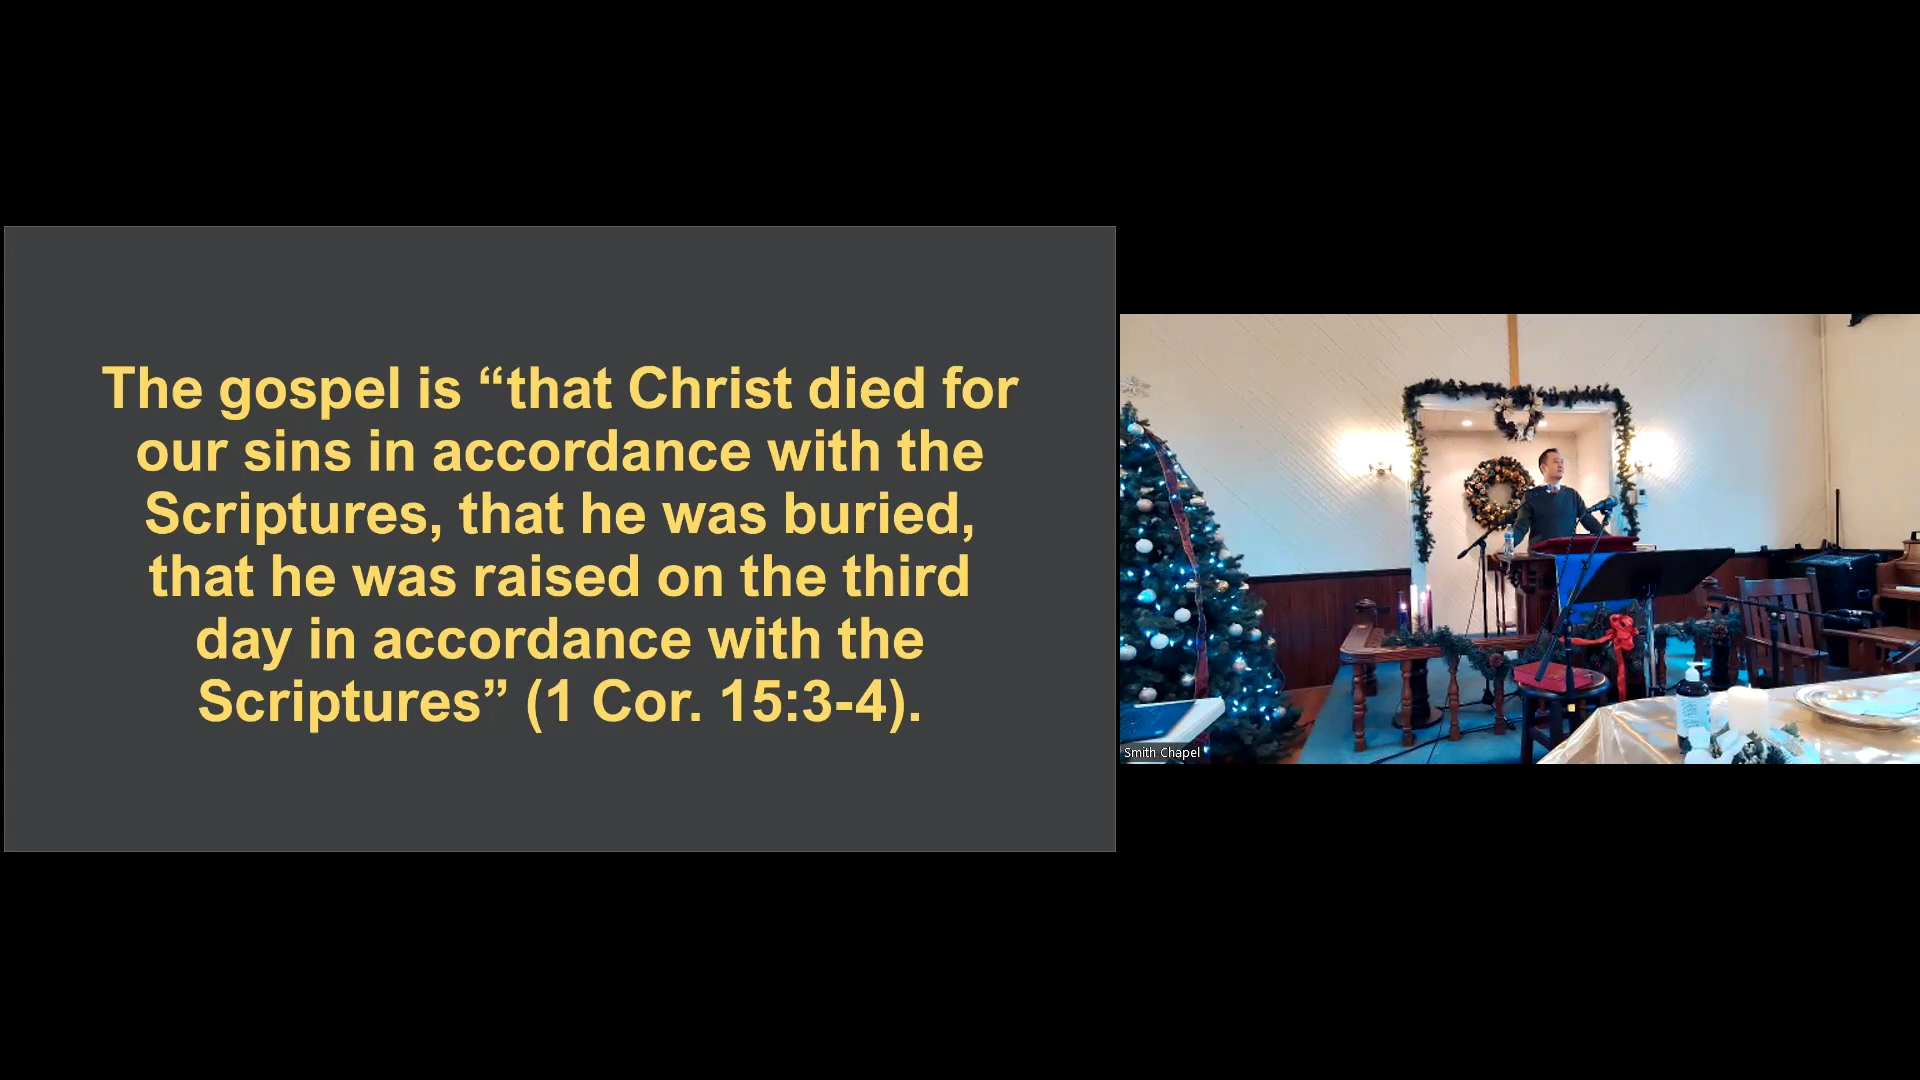 The gospel is “that Christ died for
our sins in accordance with the
Scriptures, that he was buried,
that he was raised on the third
day in accordance with the
Scriptures” (1 Cor. 15:3-4).
Smith Chapel